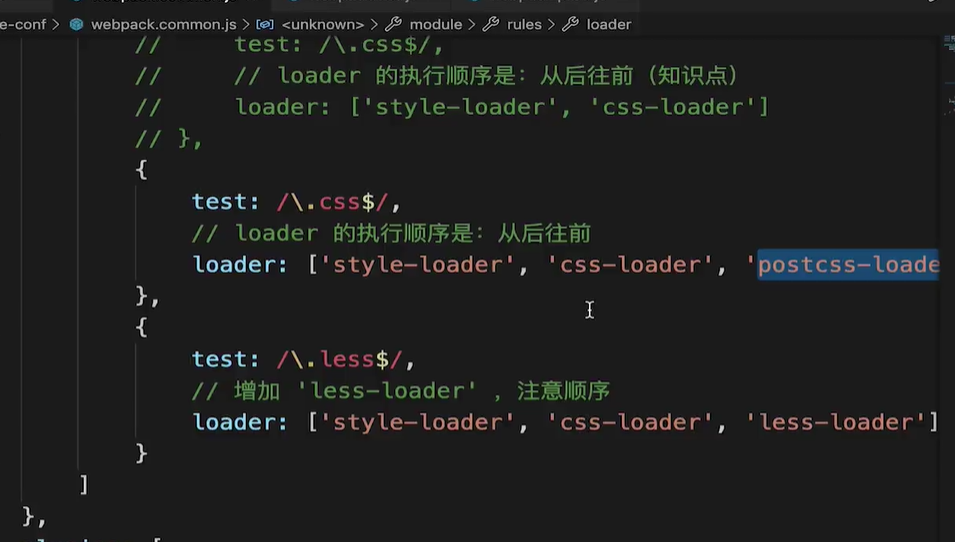 e-conf > webpack.common.js > <unknown> > module > rules > loader
//     test: /\.css$/,
//     // loader 的执行顺序是：从后往前（知识点）
//     loader: ['style-loader', 'css-loader']
// },
{
test: /\.css$/,
// loader 的执行顺序是：从后往前
loader: ['style-loader', 'css-loader', 'postcss-loade
},
{
test: /\.less$/,
// 增加 'less-loader' ，注意顺序
loader: ['style-loader', 'css-loader', 'less-loader']
}
]
},